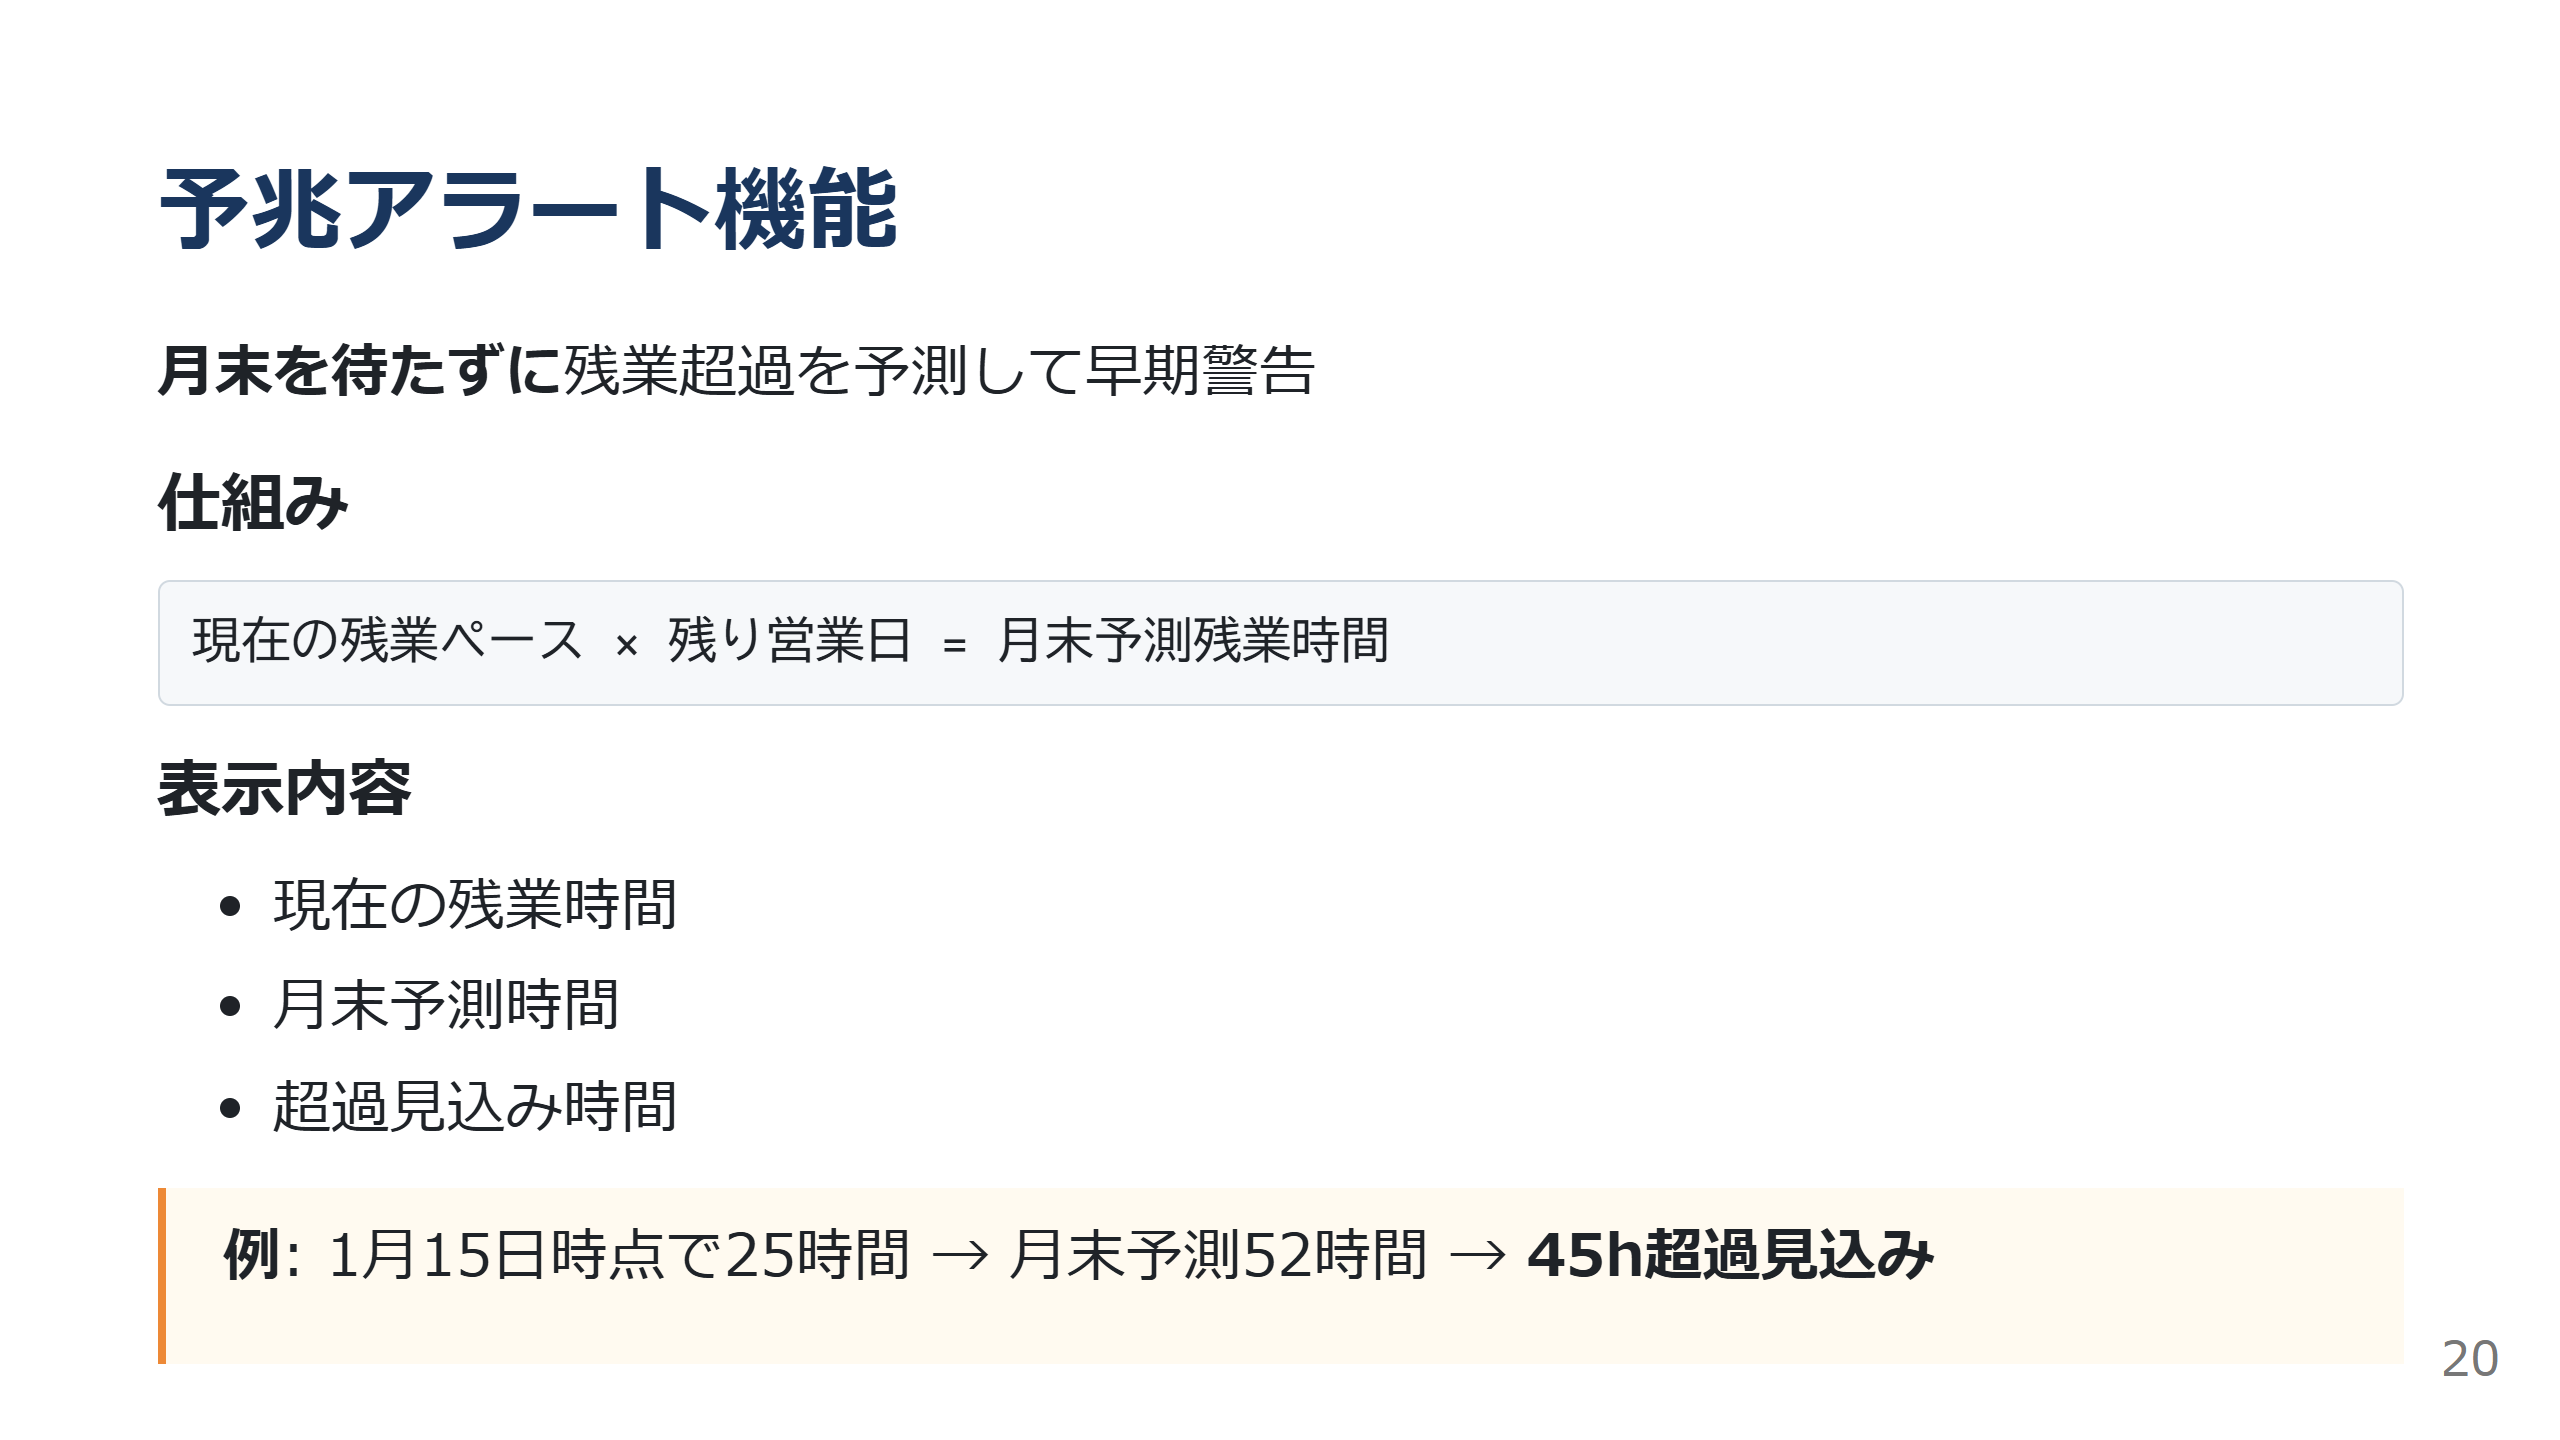 予兆アラート機能
月末を待たずに残業超過を予測して早期警告
仕組み
現在の残業ペース × 残り営業日 = 月末予測残業時間
表示内容
• 現在の残業時間
• 月末予測時間
• 超過見込み時間
例: 1月15日時点で25時間 → 月末予測52時間 → 45h超過見込み
20